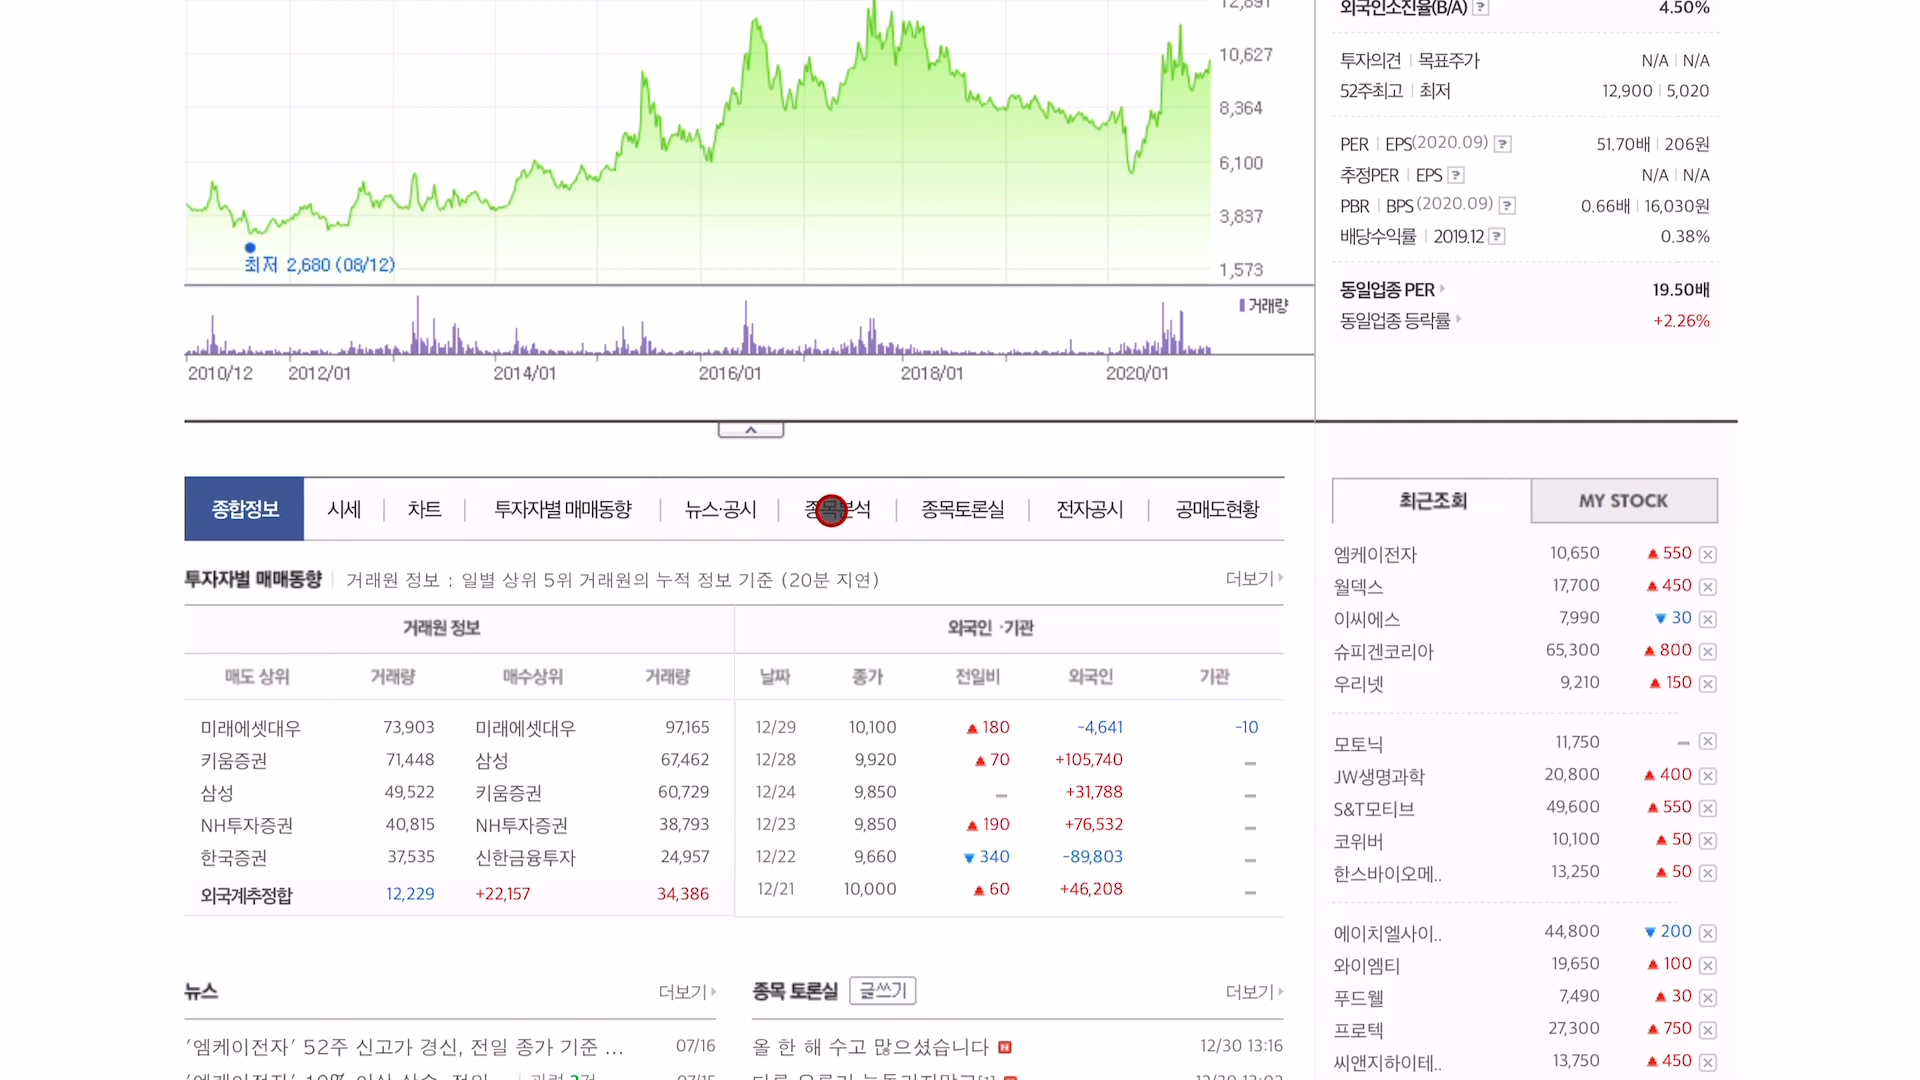 12,891
10,627
8,364
6,100
3,837
1,573
최저 2,680 (08/12)
거래량
2010/12 2012/01 2014/01 2016/01 2018/01 2020/01
외국인소진율(B/A) ? 4.50%
투자의견 | 목표주가 N/A | N/A
52주최고 | 최저 12,900 | 5,020
PER | EPS(2020.09) ? 51.70배 | 206원
추정PER | EPS ? N/A | N/A
PBR | BPS (2020.09) ? 0.66배 | 16,030원
배당수익률 | 2019.12 ? 0.38%
동일업종 PER 19.50배
동일업종 등락률 +2.26%
종합정보 시세 | 차트 | 투자자별 매매동향 | 뉴스·공시 | 종목분석 | 종목토론실 | 전자공시 | 공매도현황
투자자별 매매동향 | 거래원 정보 : 일별 상위 5위 거래원의 누적 정보 기준 (20분 지연) 더보기
거래원 정보 외국인 ·기관
매도 상위 거래량 매수상위 거래량 날짜 종가 전일비 외국인 기관
미래에셋대우 73,903 미래에셋대우 97,165 12/29 10,100 ▲180 -4,641 -10
키움증권 71,448 삼성 67,462 12/28 9,920 ▲70 +105,740 –
삼성 49,522 키움증권 60,729 12/24 9,850 – +31,788 –
NH투자증권 40,815 NH투자증권 38,793 12/23 9,850 ▲190 +76,532 –
한국증권 37,535 신한금융투자 24,957 12/22 9,660 ▼340 -89,803 –
외국계추정합 12,229 +22,157 34,386 12/21 10,000 ▲60 +46,208 –
뉴스 더보기
'엠케이전자' 52주 신고가 경신, 전일 종가 기준 ... 07/16
종목 토론실 글쓰기 더보기
올 한 해 수고 많으셨습니다 N 12/30 13:16
최근조회 MY STOCK
엠케이전자 10,650 ▲550
월덱스 17,700 ▲450
이씨에스 7,990 ▼30
슈피겐코리아 65,300 ▲800
우리넷 9,210 ▲150
모토닉 11,750 –
JW생명과학 20,800 ▲400
S&T모티브 49,600 ▲550
코위버 10,100 ▲50
한스바이오메.. 13,250 ▲50
에이치엘사이.. 44,800 ▼200
와이엠티 19,650 ▲100
푸드웰 7,490 ▲30
프로텍 27,300 ▲750
씨앤지하이테.. 13,750 ▲450